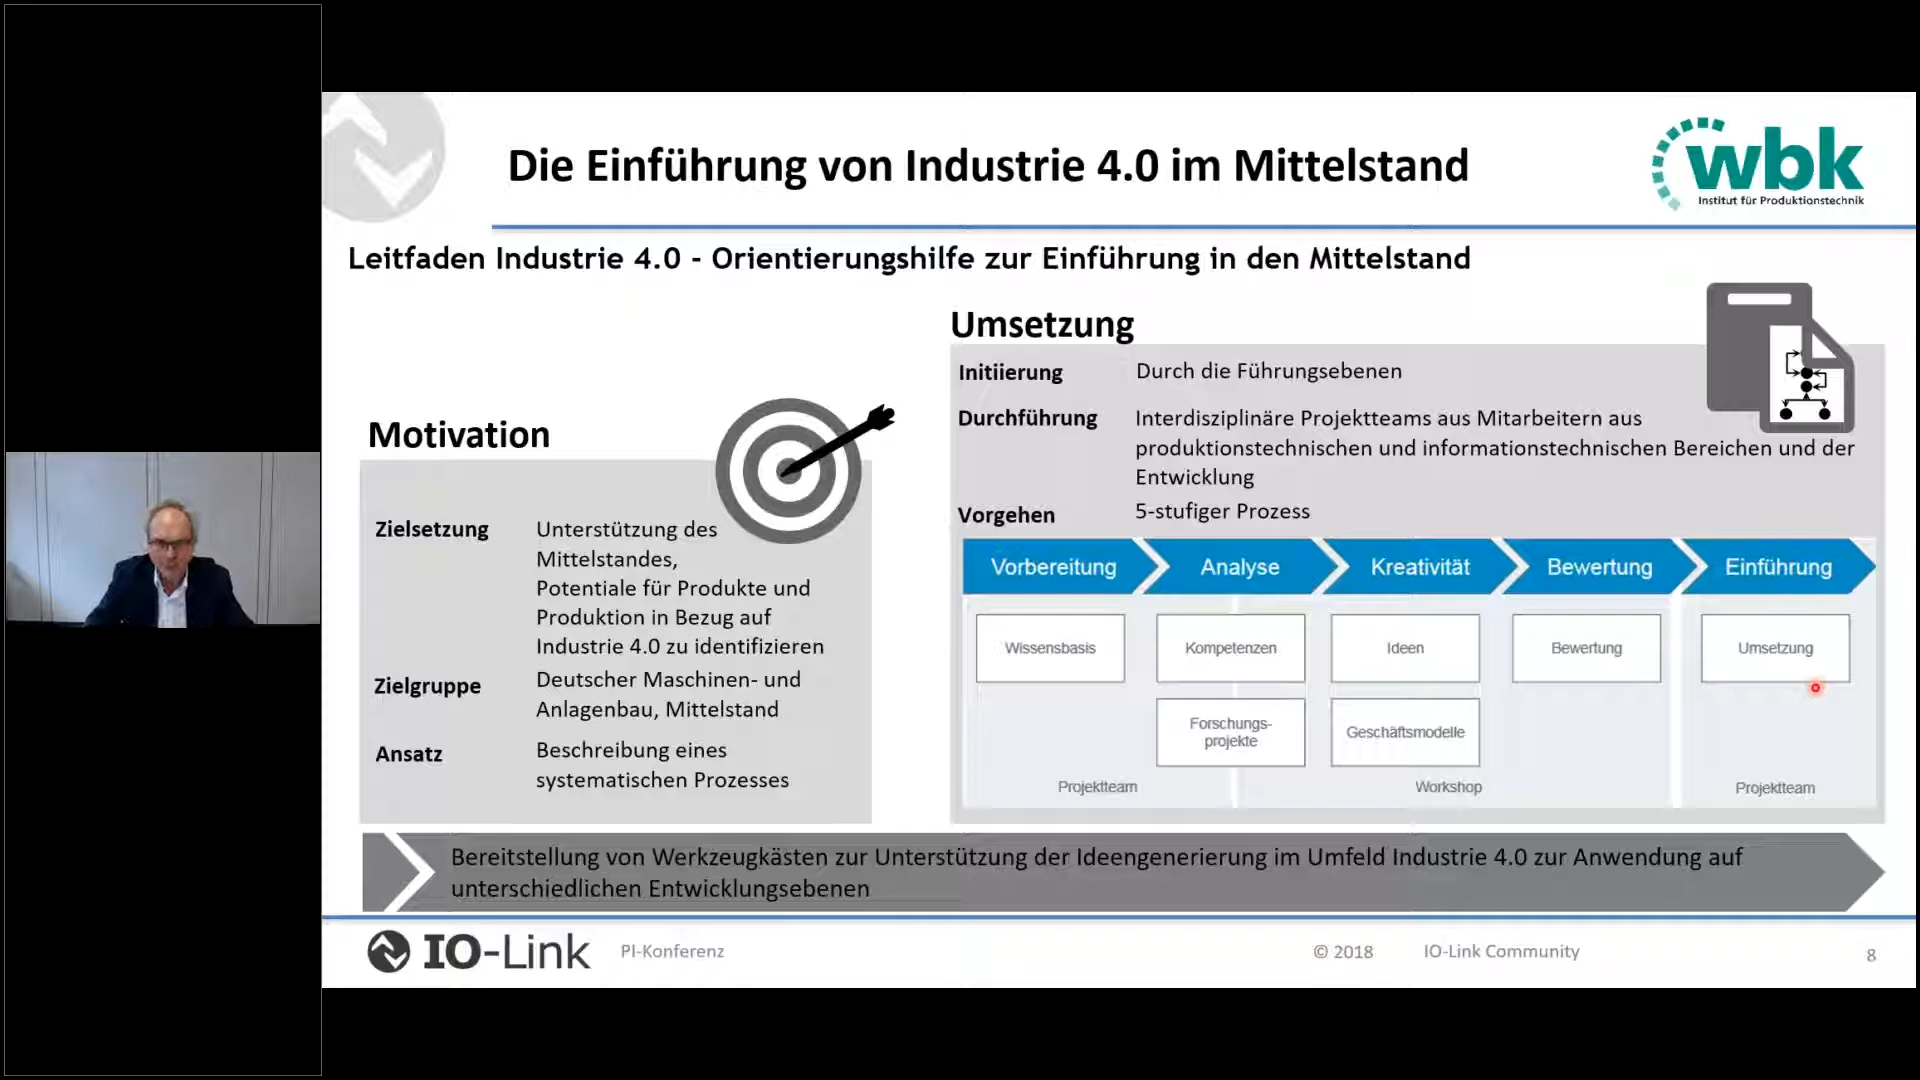 Die Einführung von Industrie 4.0 im Mittelstand
wbk
Institut für Produktionstechnik
Leitfaden Industrie 4.0 - Orientierungshilfe zur Einführung in den Mittelstand
Motivation
Zielsetzung
Unterstützung des
Mittelstandes,
Potentiale für Produkte und
Produktion in Bezug auf
Industrie 4.0 zu identifizieren
Zielgruppe
Deutscher Maschinen- und
Anlagenbau, Mittelstand
Ansatz
Beschreibung eines
systematischen Prozesses
Umsetzung
Initiierung
Durch die Führungsebenen
Durchführung
Interdisziplinäre Projektteams aus Mitarbeitern aus
produktionstechnischen und informationstechnischen Bereichen und der
Entwicklung
Vorgehen
5-stufiger Prozess
Vorbereitung
Analyse
Kreativität
Bewertung
Einführung
Wissensbasis
Kompetenzen
Ideen
Bewertung
Umsetzung
Forschungs-
projekte
Geschäftsmodelle
Projektteam
Workshop
Projektteam
Bereitstellung von Werkzeugkästen zur Unterstützung der Ideengenerierung im Umfeld Industrie 4.0 zur Anwendung auf
unterschiedlichen Entwicklungsebenen
IO-Link
PI-Konferenz
© 2018
IO-Link Community
8